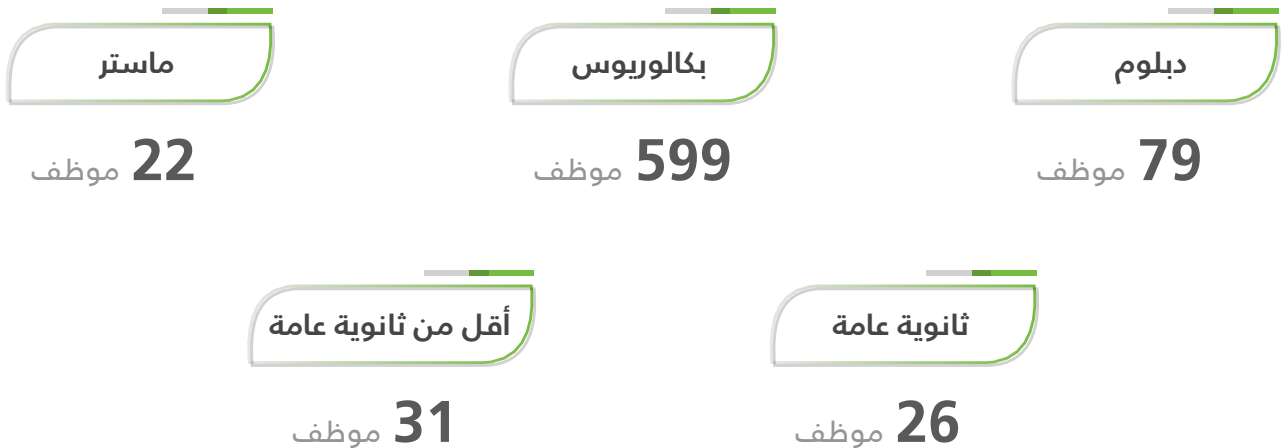 دبلوم
79 موظف
بكالوريوس
599 موظف
ماستر
22 موظف
ثانوية عامة
26 موظف
أقل من ثانوية عامة
31 موظف